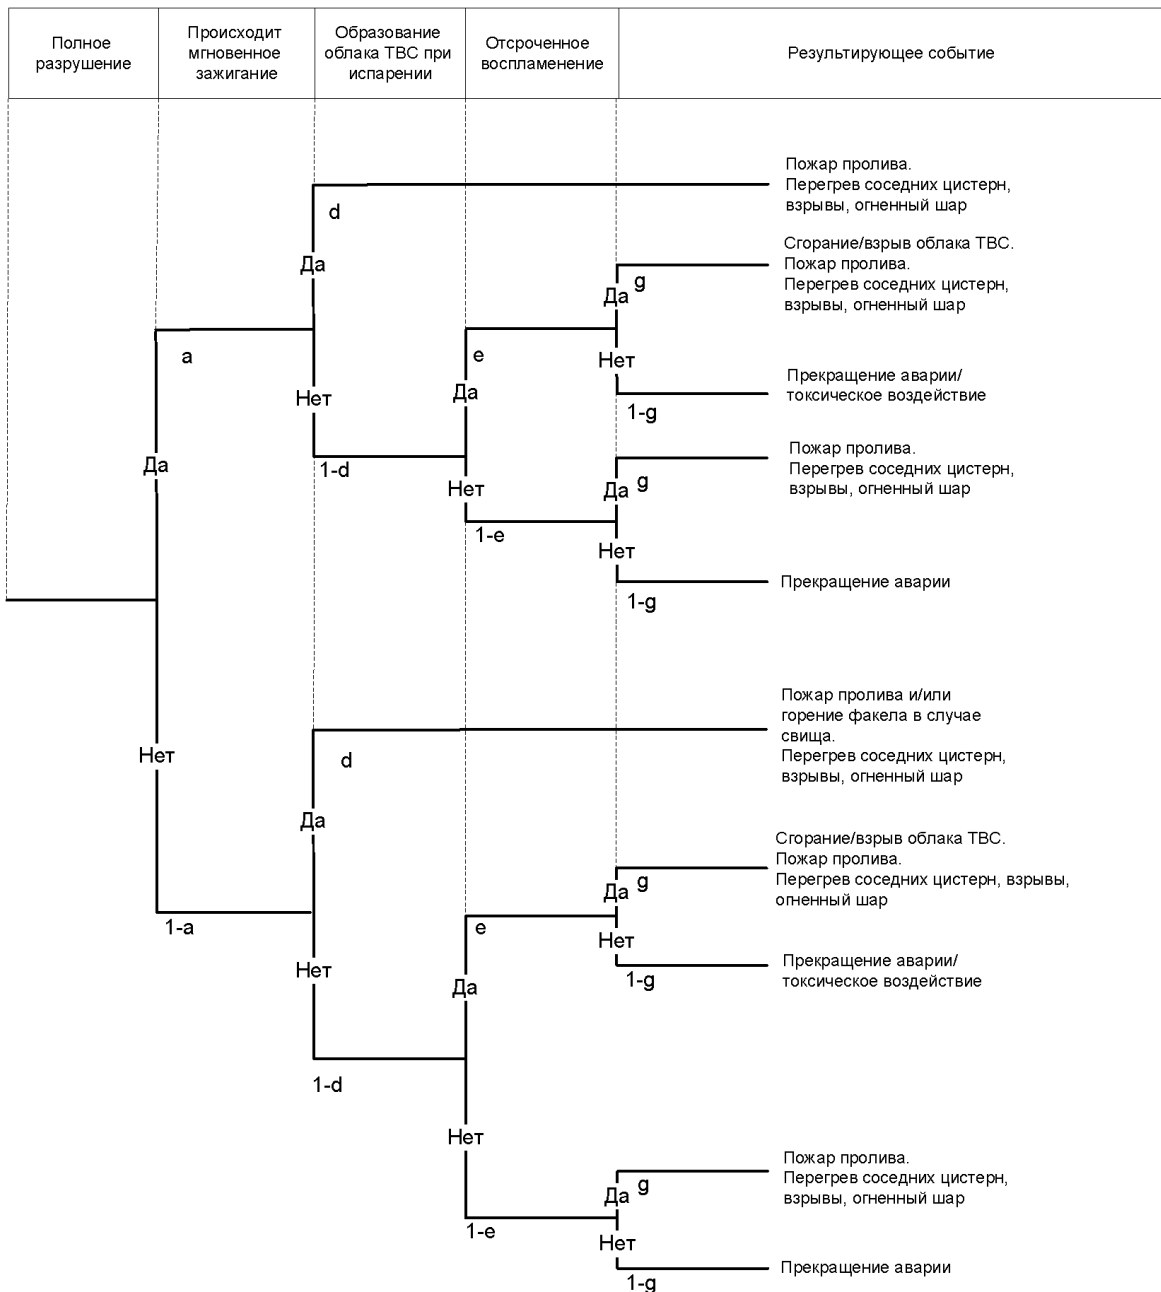 Полное
разрушение
Происходит
мгновенное
зажигание
Образование
облака ТВС при
испарении
Отсроченное
воспламенение
Результирующее событие
Пожар пролива.
Перегрев соседних цистерн,
взрывы, огненный шар
d
Да
Сгорание/взрыв облака ТВС.
Пожар пролива.
Перегрев соседних цистерн,
взрывы, огненный шар
g
Да
a
e
Нет
Прекращение аварии/
токсическое воздействие
1-g
Нет
Да
Пожар пролива.
Перегрев соседних цистерн,
взрывы, огненный шар
Да
1-d
g
Да
Нет
1-e
Нет
Прекращение аварии
1-g
Пожар пролива и/или
горение факела в случае
свища.
Перегрев соседних цистерн,
взрывы, огненный шар
Нет
d
Да
Сгорание/взрыв облака ТВС.
Пожар пролива.
Перегрев соседних цистерн, взрывы,
огненный шар
g
Да
1-a
e
Нет
Прекращение аварии/
токсическое воздействие
1-g
Нет
Да
1-d
Нет
Пожар пролива.
Перегрев соседних цистерн,
взрывы, огненный шар
g
Да
1-e
Нет
Прекращение аварии
1-g